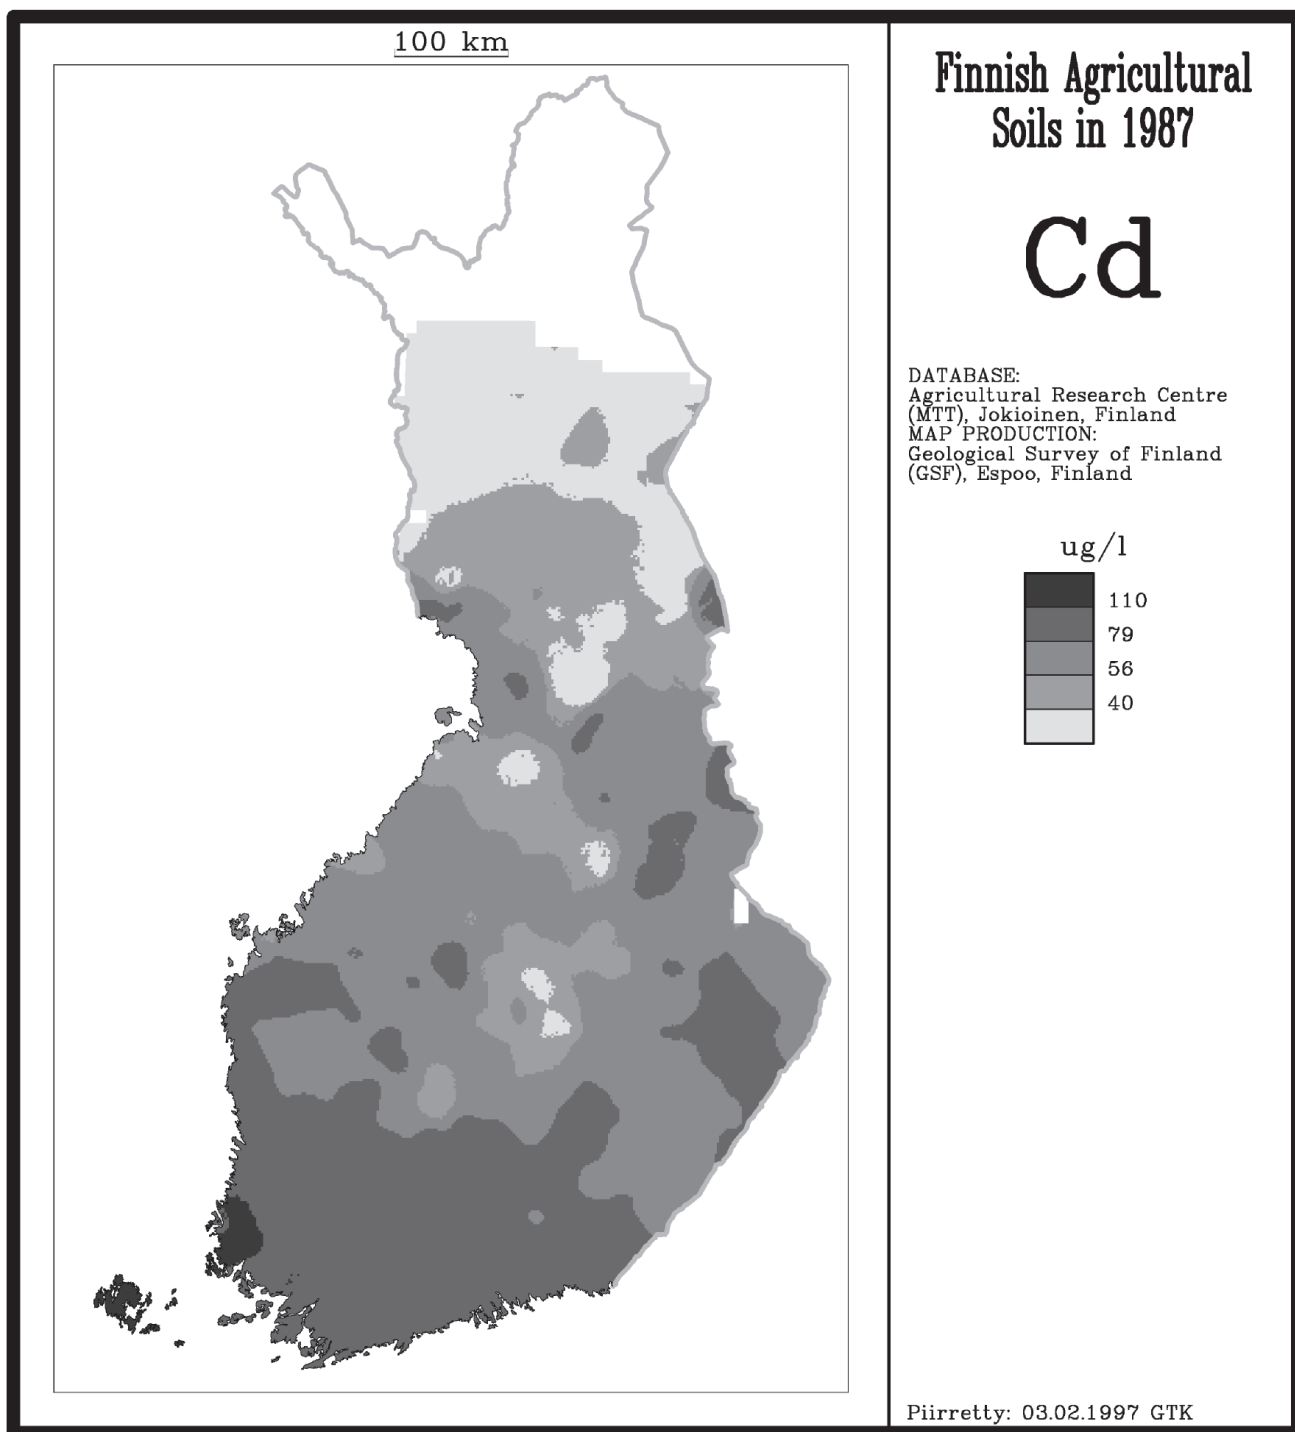 100 km
Finnish Agricultural
Soils in 1987
Cd
DATABASE:
Agricultural Research Centre
(MTT), Jokioinen, Finland
MAP PRODUCTION:
Geological Survey of Finland
(GSF), Espoo, Finland
ug/l
110
79
56
40
Piirretty: 03.02.1997 GTK